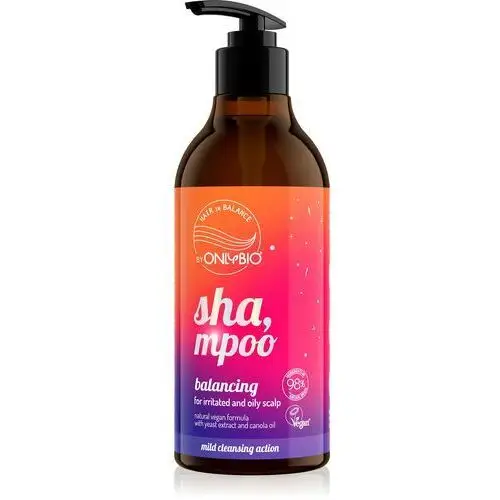 HAIR IN BALANCE
BY ONLYBIO®
sha,
mpoo
balancing
for irritated and oily scalp
natural vegan formula
with yeast extract and canola oil
98%
Vegan
mild cleansing action